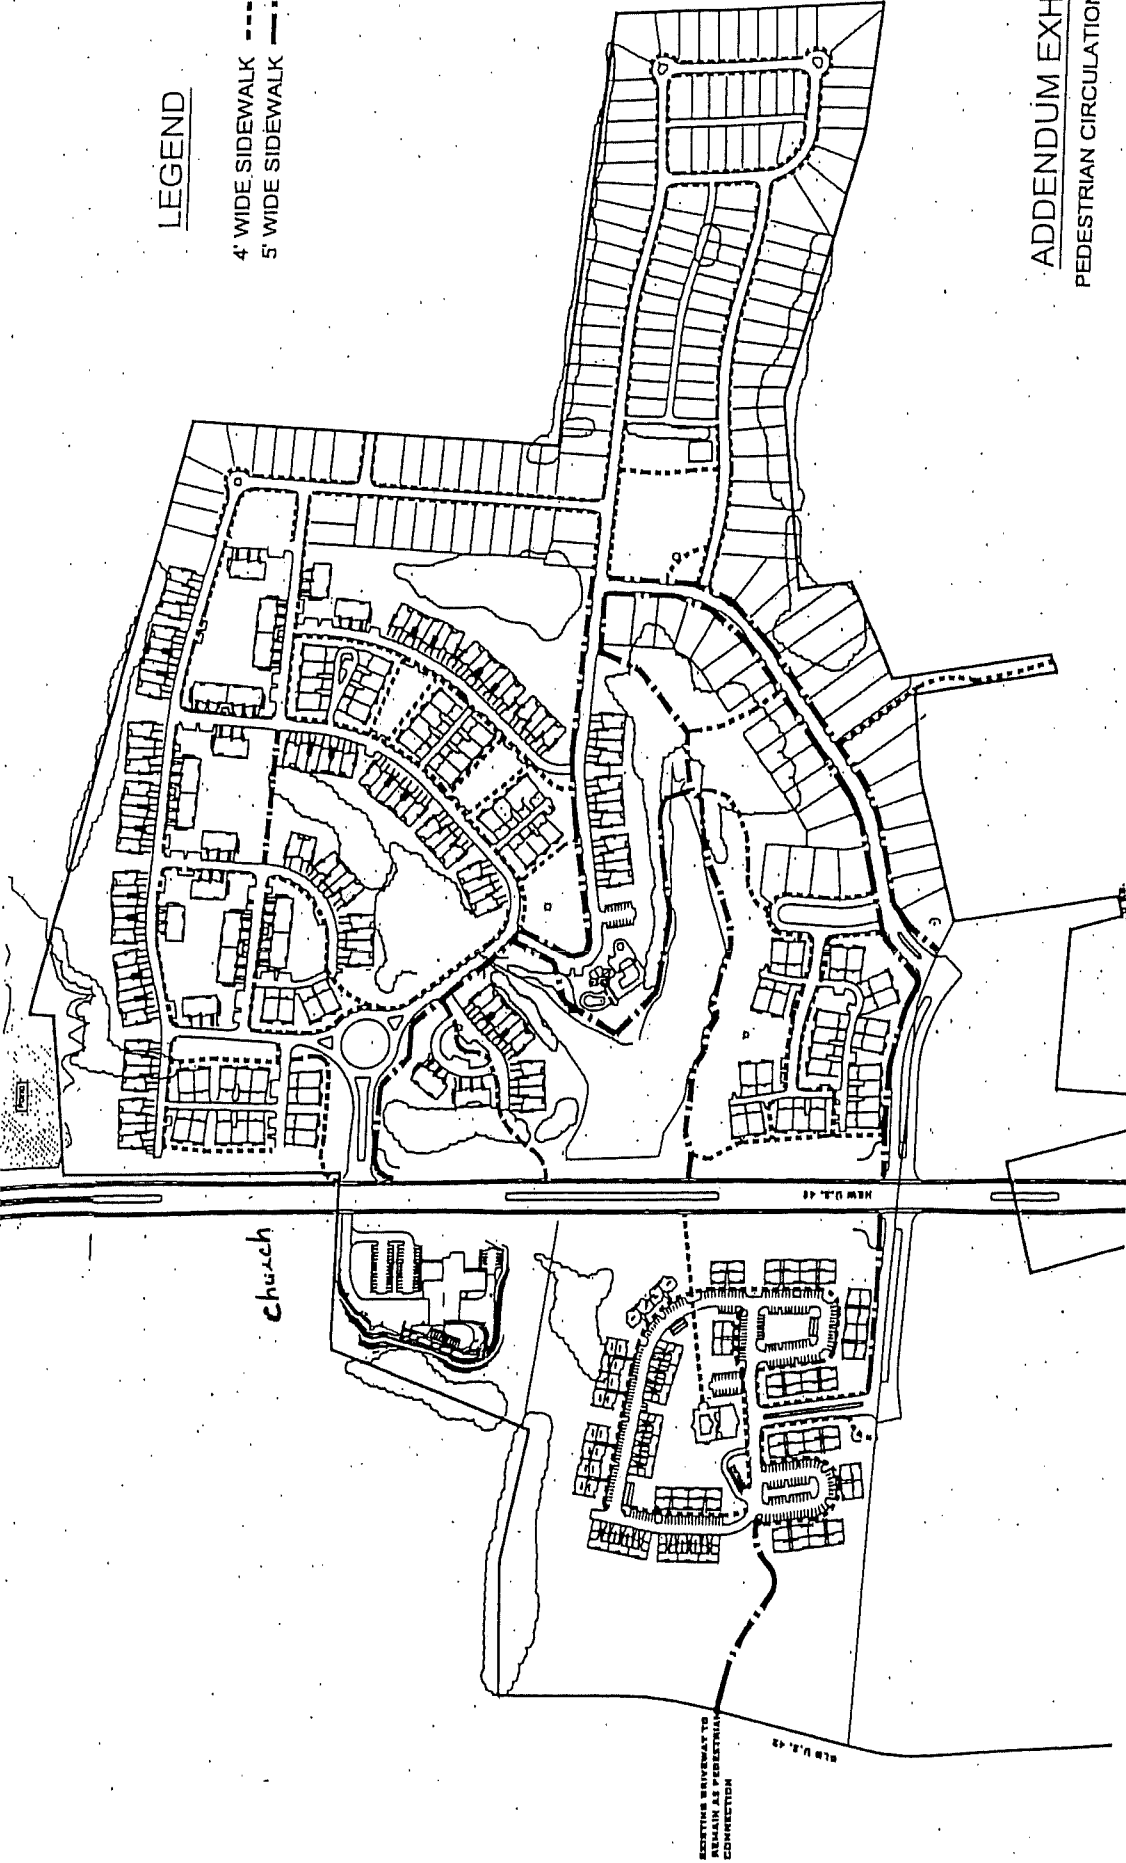 LEGEND
4' WIDE SIDEWALK
5' WIDE SIDEWALK
ADDENDUM EXH
PEDESTRIAN CIRCULATION
Pond
church
NEW U.S. 42
EXISTING DRIVEWAY TO
REMAIN AS PEDESTRIAN
CONNECTION
U.S. 42